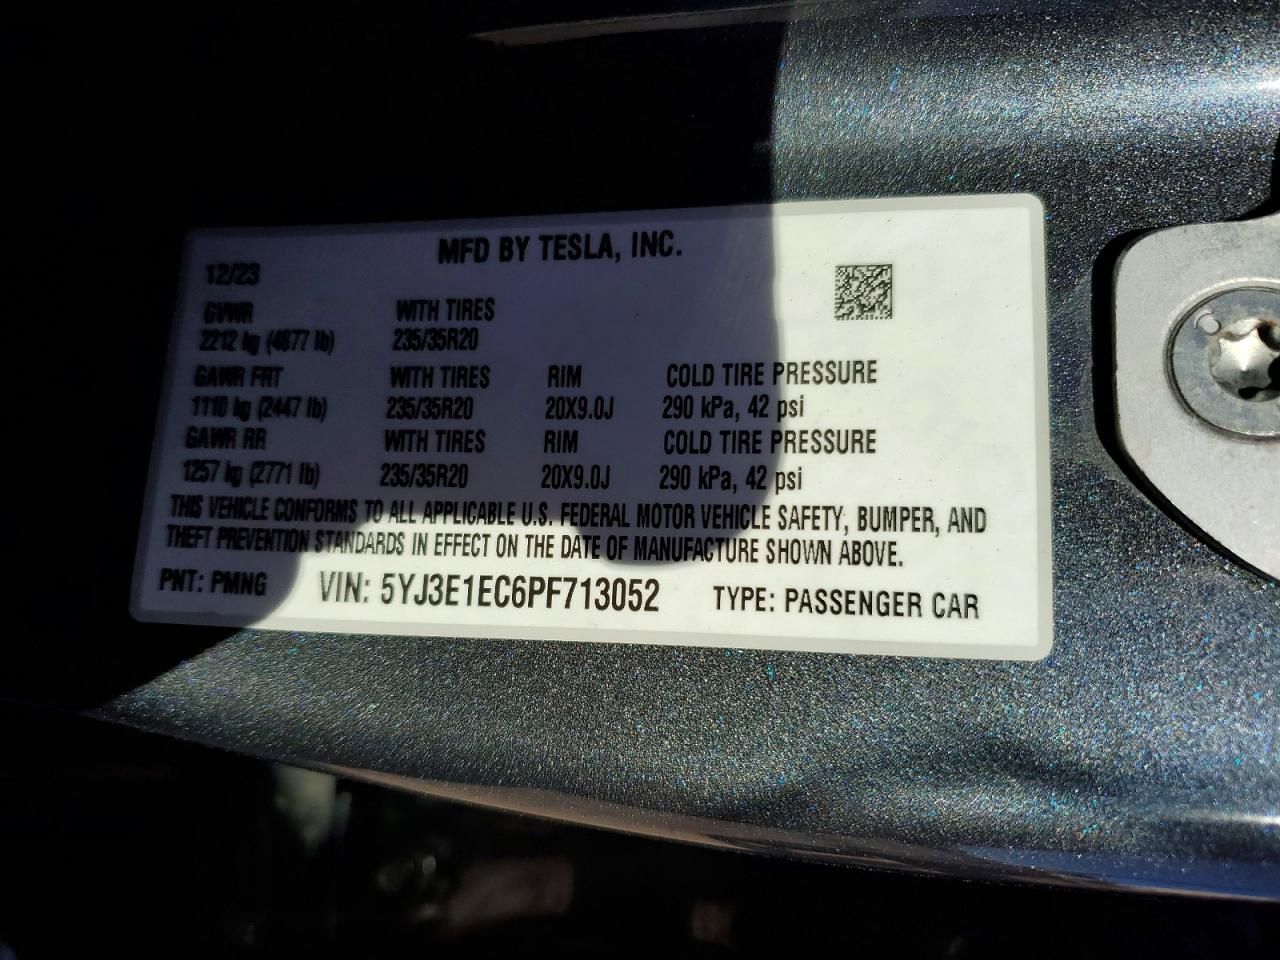 MFD BY TESLA, INC.
12/23
GVWR WITH TIRES
2212 kg (4877 lb) 235/35R20
GAWR FRT WITH TIRES RIM COLD TIRE PRESSURE
1110 kg (2447 lb) 235/35R20 20X9.0J 290 kPa, 42 psi
GAWR RR WITH TIRES RIM COLD TIRE PRESSURE
1257 kg (2771 lb) 235/35R20 20X9.0J 290 kPa, 42 psi
THIS VEHICLE CONFORMS TO ALL APPLICABLE U.S. FEDERAL MOTOR VEHICLE SAFETY, BUMPER, AND
THEFT PREVENTION STANDARDS IN EFFECT ON THE DATE OF MANUFACTURE SHOWN ABOVE.
PNT: PMNG VIN: 5YJ3E1EC6PF713052 TYPE: PASSENGER CAR